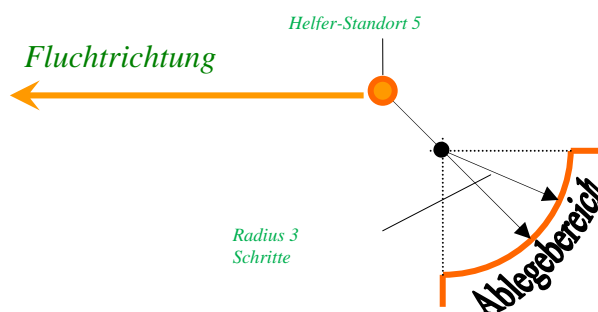 Helfer-Standort 5
Fluchtrichtung
Radius 3
Schritte
Ablegebereich